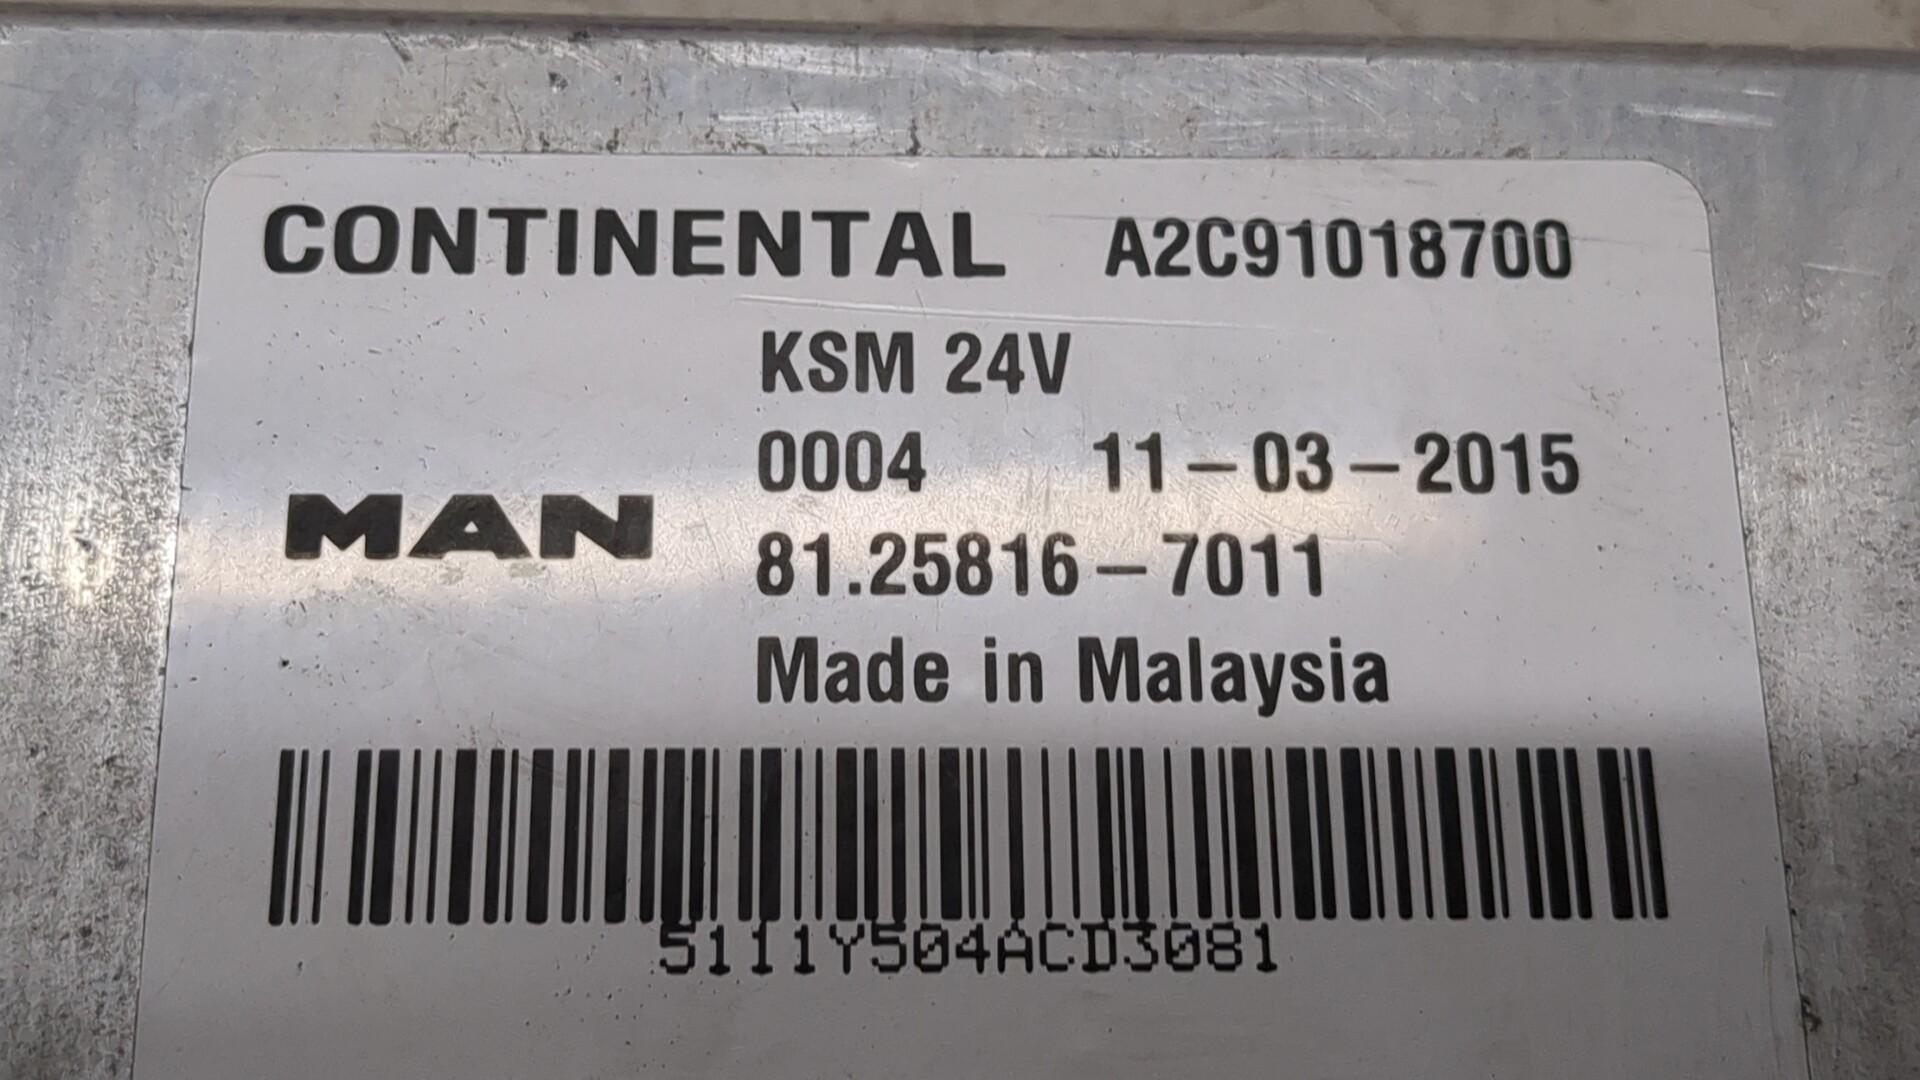 CONTINENTAL A2C91018700
KSM 24V
0004 11-03-2015
MAN 81.25816-7011
Made in Malaysia
5111Y504ACD3081